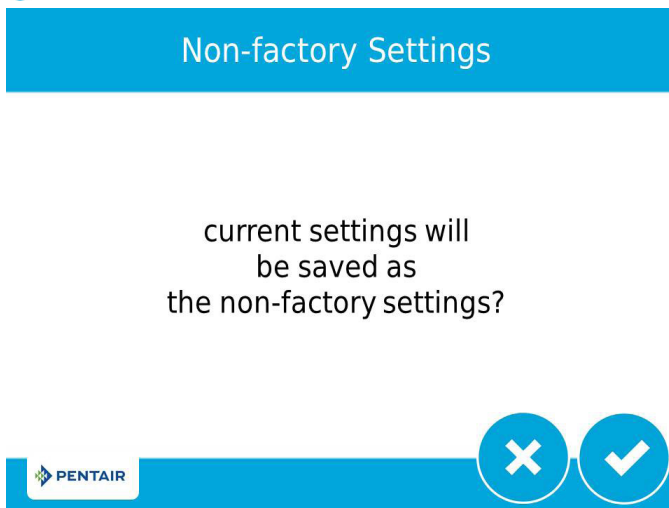 Non-factory Settings
current settings will
be saved as
the non-factory settings?
PENTAIR